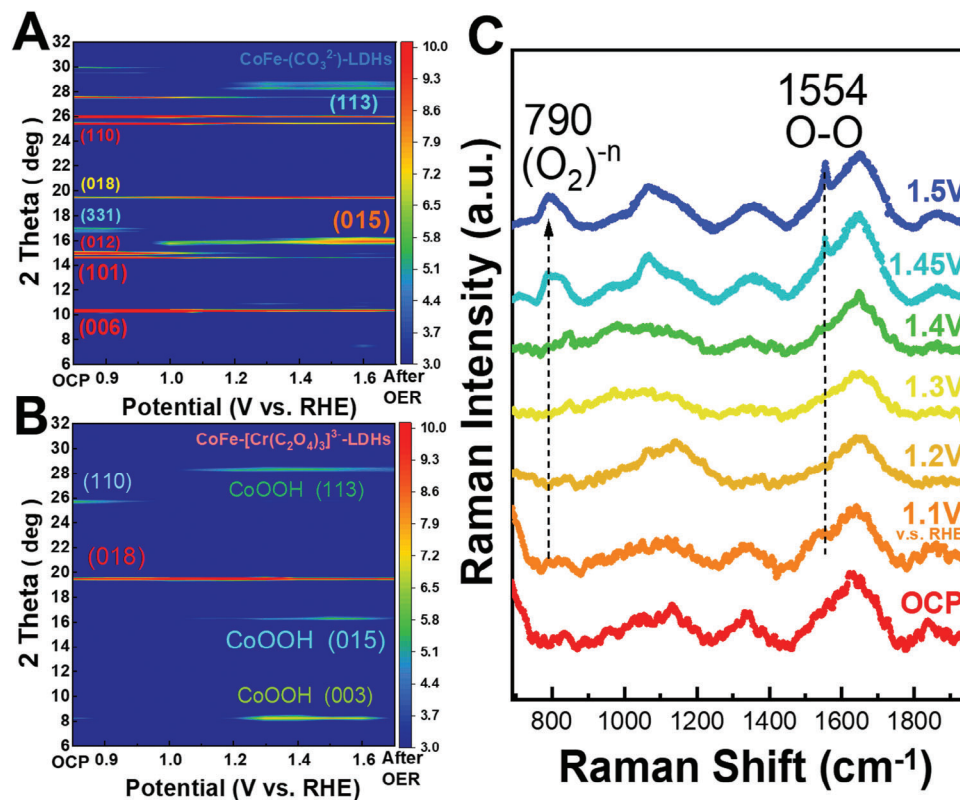 A
32
30
28
26
24
22
20
18
16
14
12
10
8
6
2 Theta ( deg )
CoFe-(CO₃²⁻)-LDHs
(113)
(110)
(018)
(331)
(015)
(012)
(101)
(006)
10.0
9.3
8.6
7.9
7.2
6.5
5.8
5.1
4.4
3.7
3.0
OCP 0.9 1.0 1.2 1.4 1.6 After OER
Potential (V vs. RHE)
B
32
30
28
26
24
22
20
18
16
14
12
10
8
6
2 Theta ( deg )
CoFe-[Cr(C₂O₄)₃]³⁻-LDHs
(110)
CoOOH (113)
(018)
CoOOH (015)
CoOOH (003)
10.0
9.3
8.6
7.9
7.2
6.5
5.8
5.1
4.4
3.7
3.0
OCP 0.9 1.0 1.2 1.4 1.6 After OER
Potential (V vs. RHE)
C
Raman Intensity (a.u.)
790
(O₂)⁻ⁿ
1554
O-O
1.5V
1.45V
1.4V
1.3V
1.2V
1.1V
v.s. RHE
OCP
800 1000 1200 1400 1600 1800
Raman Shift (cm⁻¹)